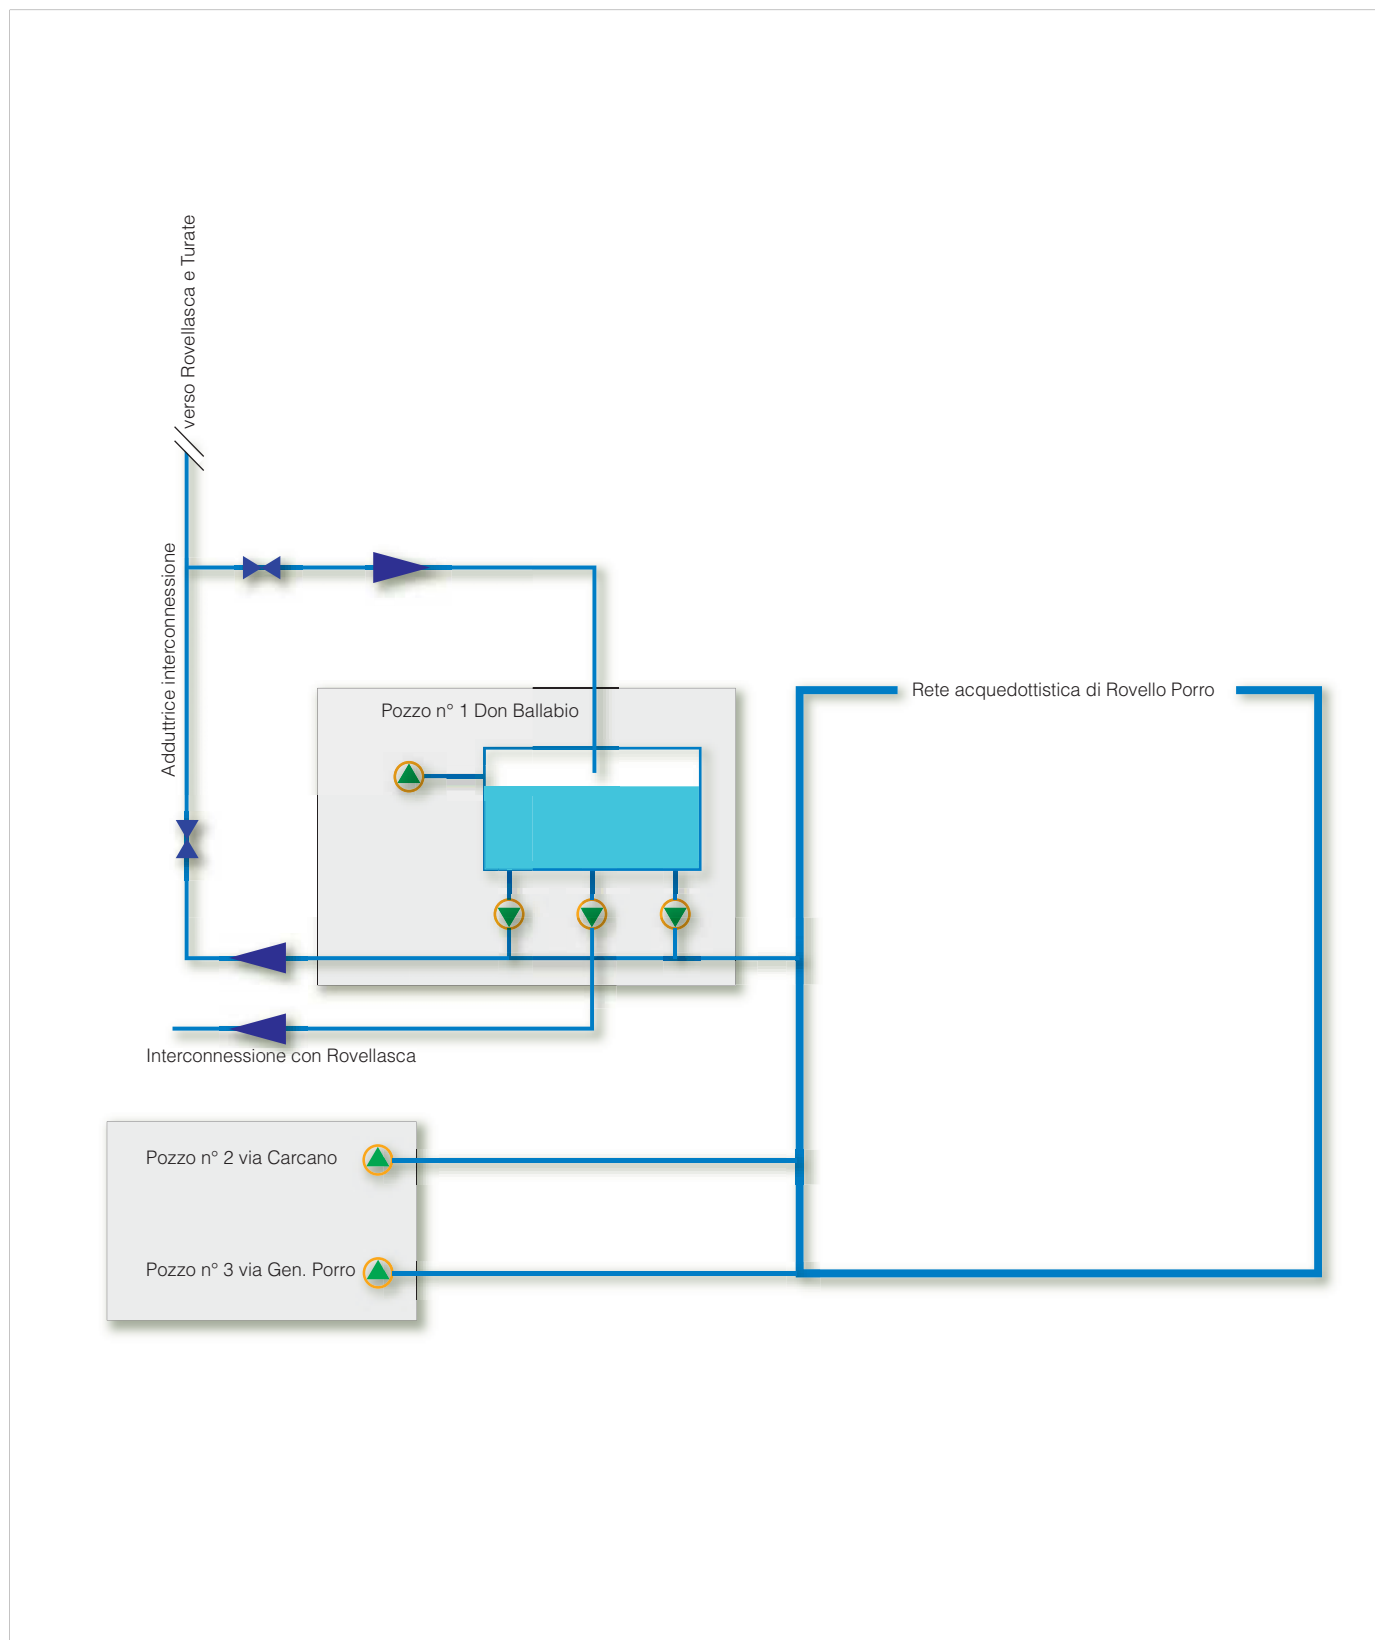 verso Rovellasca e Turate
Adduttrice interconnessione
Rete acquedottistica di Rovello Porro
Pozzo n° 1 Don Ballabio
Interconnessione con Rovellasca
Pozzo n° 2 via Carcano
Pozzo n° 3 via Gen. Porro